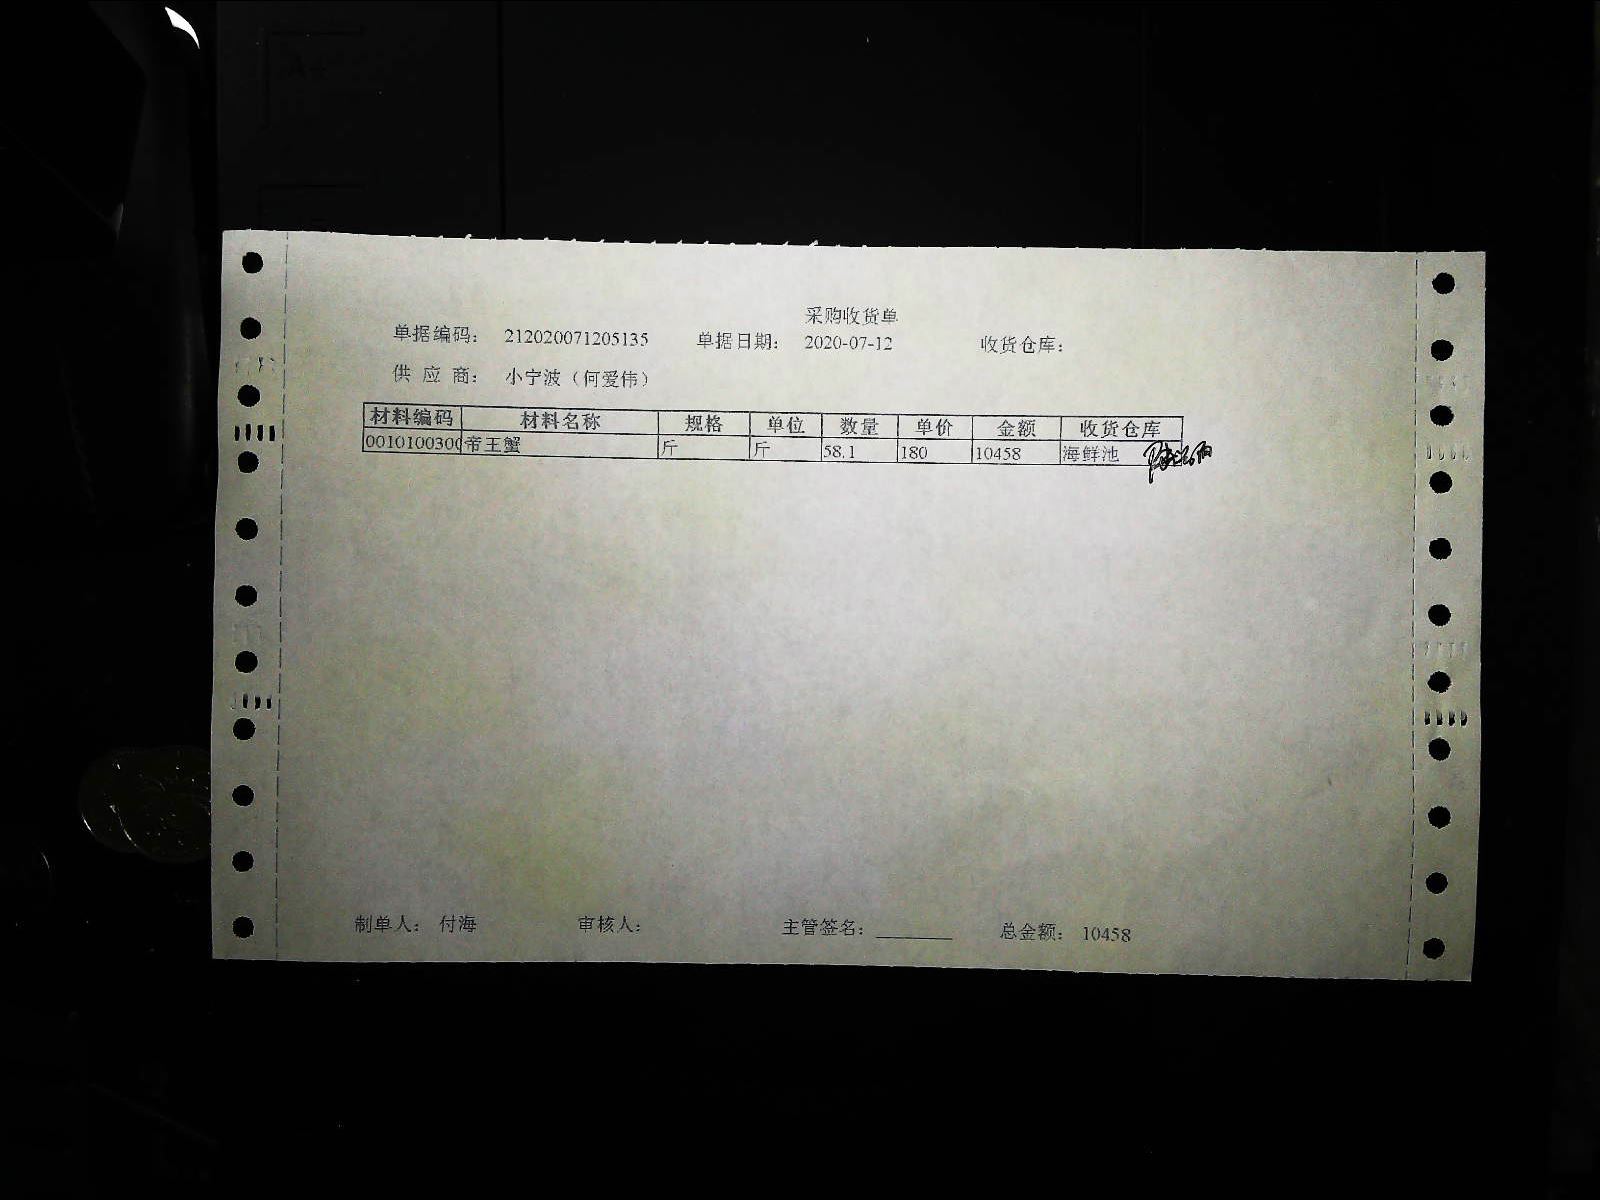 采购收货单
单据编码： 212020071205135 单据日期： 2020-07-12 收货仓库：
供 应 商： 小宁波（何爱伟）
材料编码 材料名称 规格 单位 数量 单价 金额 收货仓库
0010100300 帝王蟹 斤 斤 58.1 180 10458 海鲜池
制单人： 付海 审核人： 主管签名： 总金额： 10458